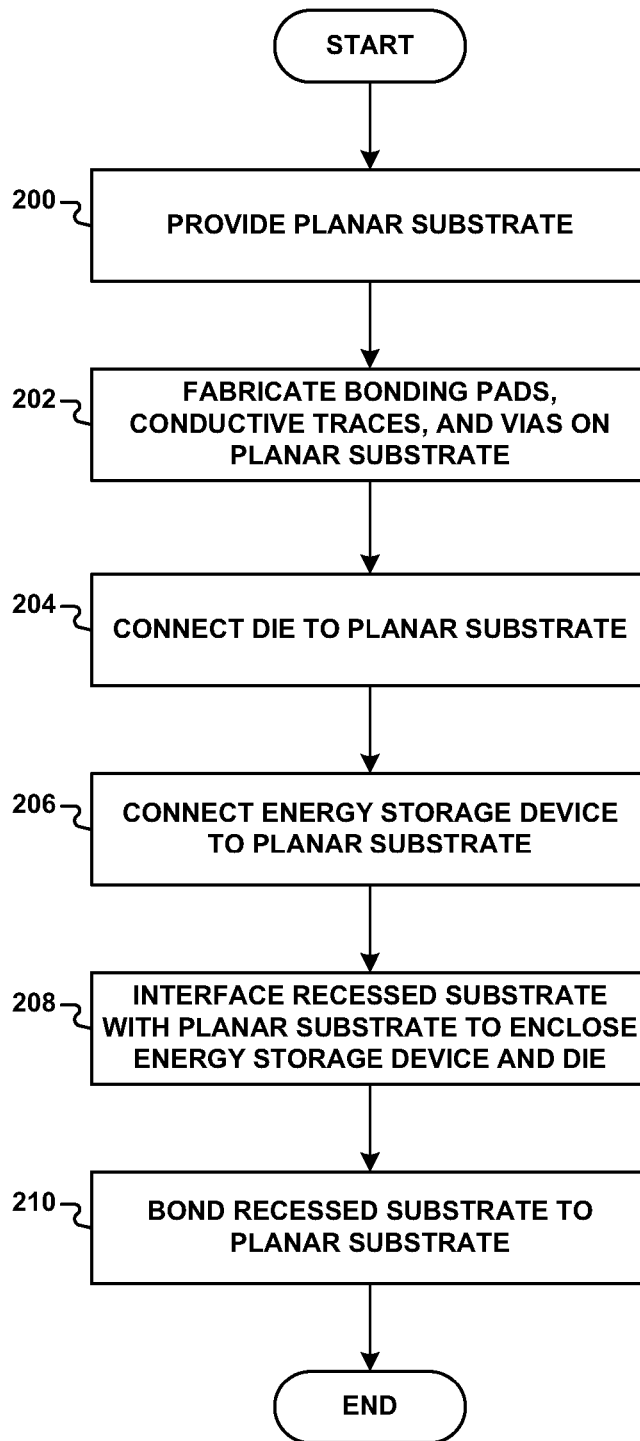 START
200
PROVIDE PLANAR SUBSTRATE
202
FABRICATE BONDING PADS,
CONDUCTIVE TRACES, AND VIAS ON
PLANAR SUBSTRATE
204
CONNECT DIE TO PLANAR SUBSTRATE
206
CONNECT ENERGY STORAGE DEVICE
TO PLANAR SUBSTRATE
208
INTERFACE RECESSED SUBSTRATE
WITH PLANAR SUBSTRATE TO ENCLOSE
ENERGY STORAGE DEVICE AND DIE
210
BOND RECESSED SUBSTRATE TO
PLANAR SUBSTRATE
END